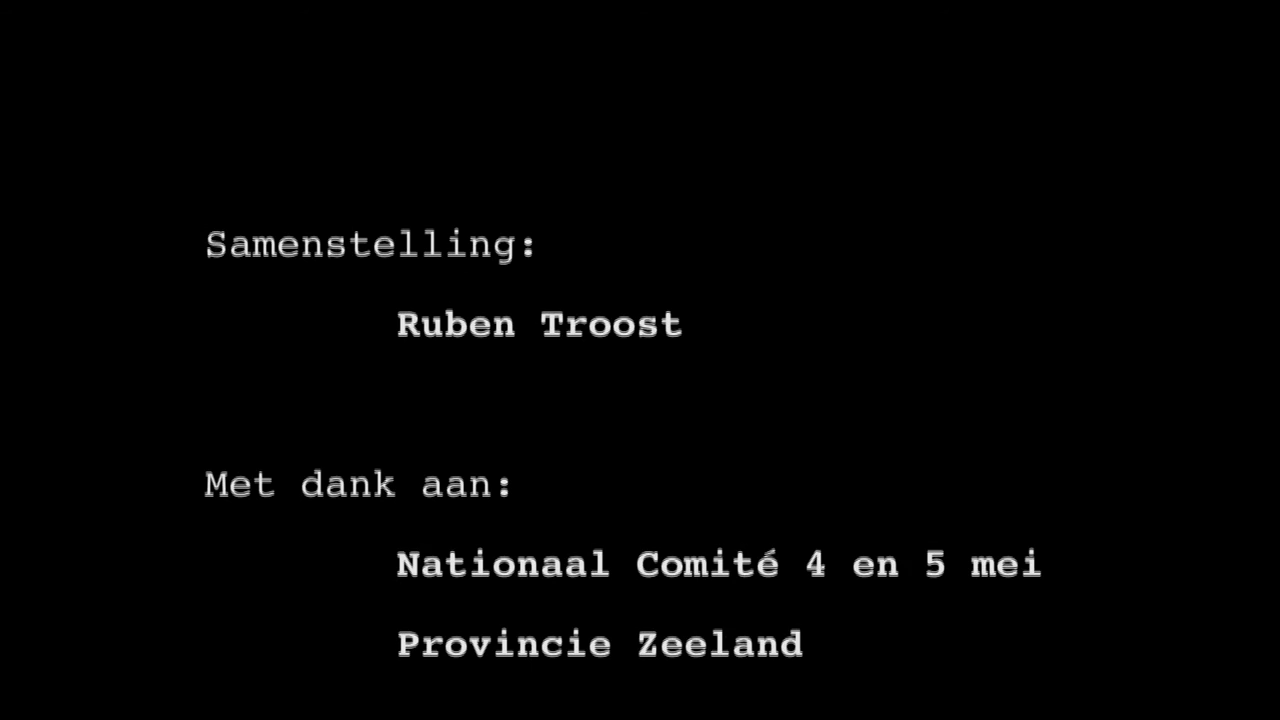 Samenstelling:
Ruben Troost
Met dank aan:
Nationaal Comité 4 en 5 mei
Provincie Zeeland